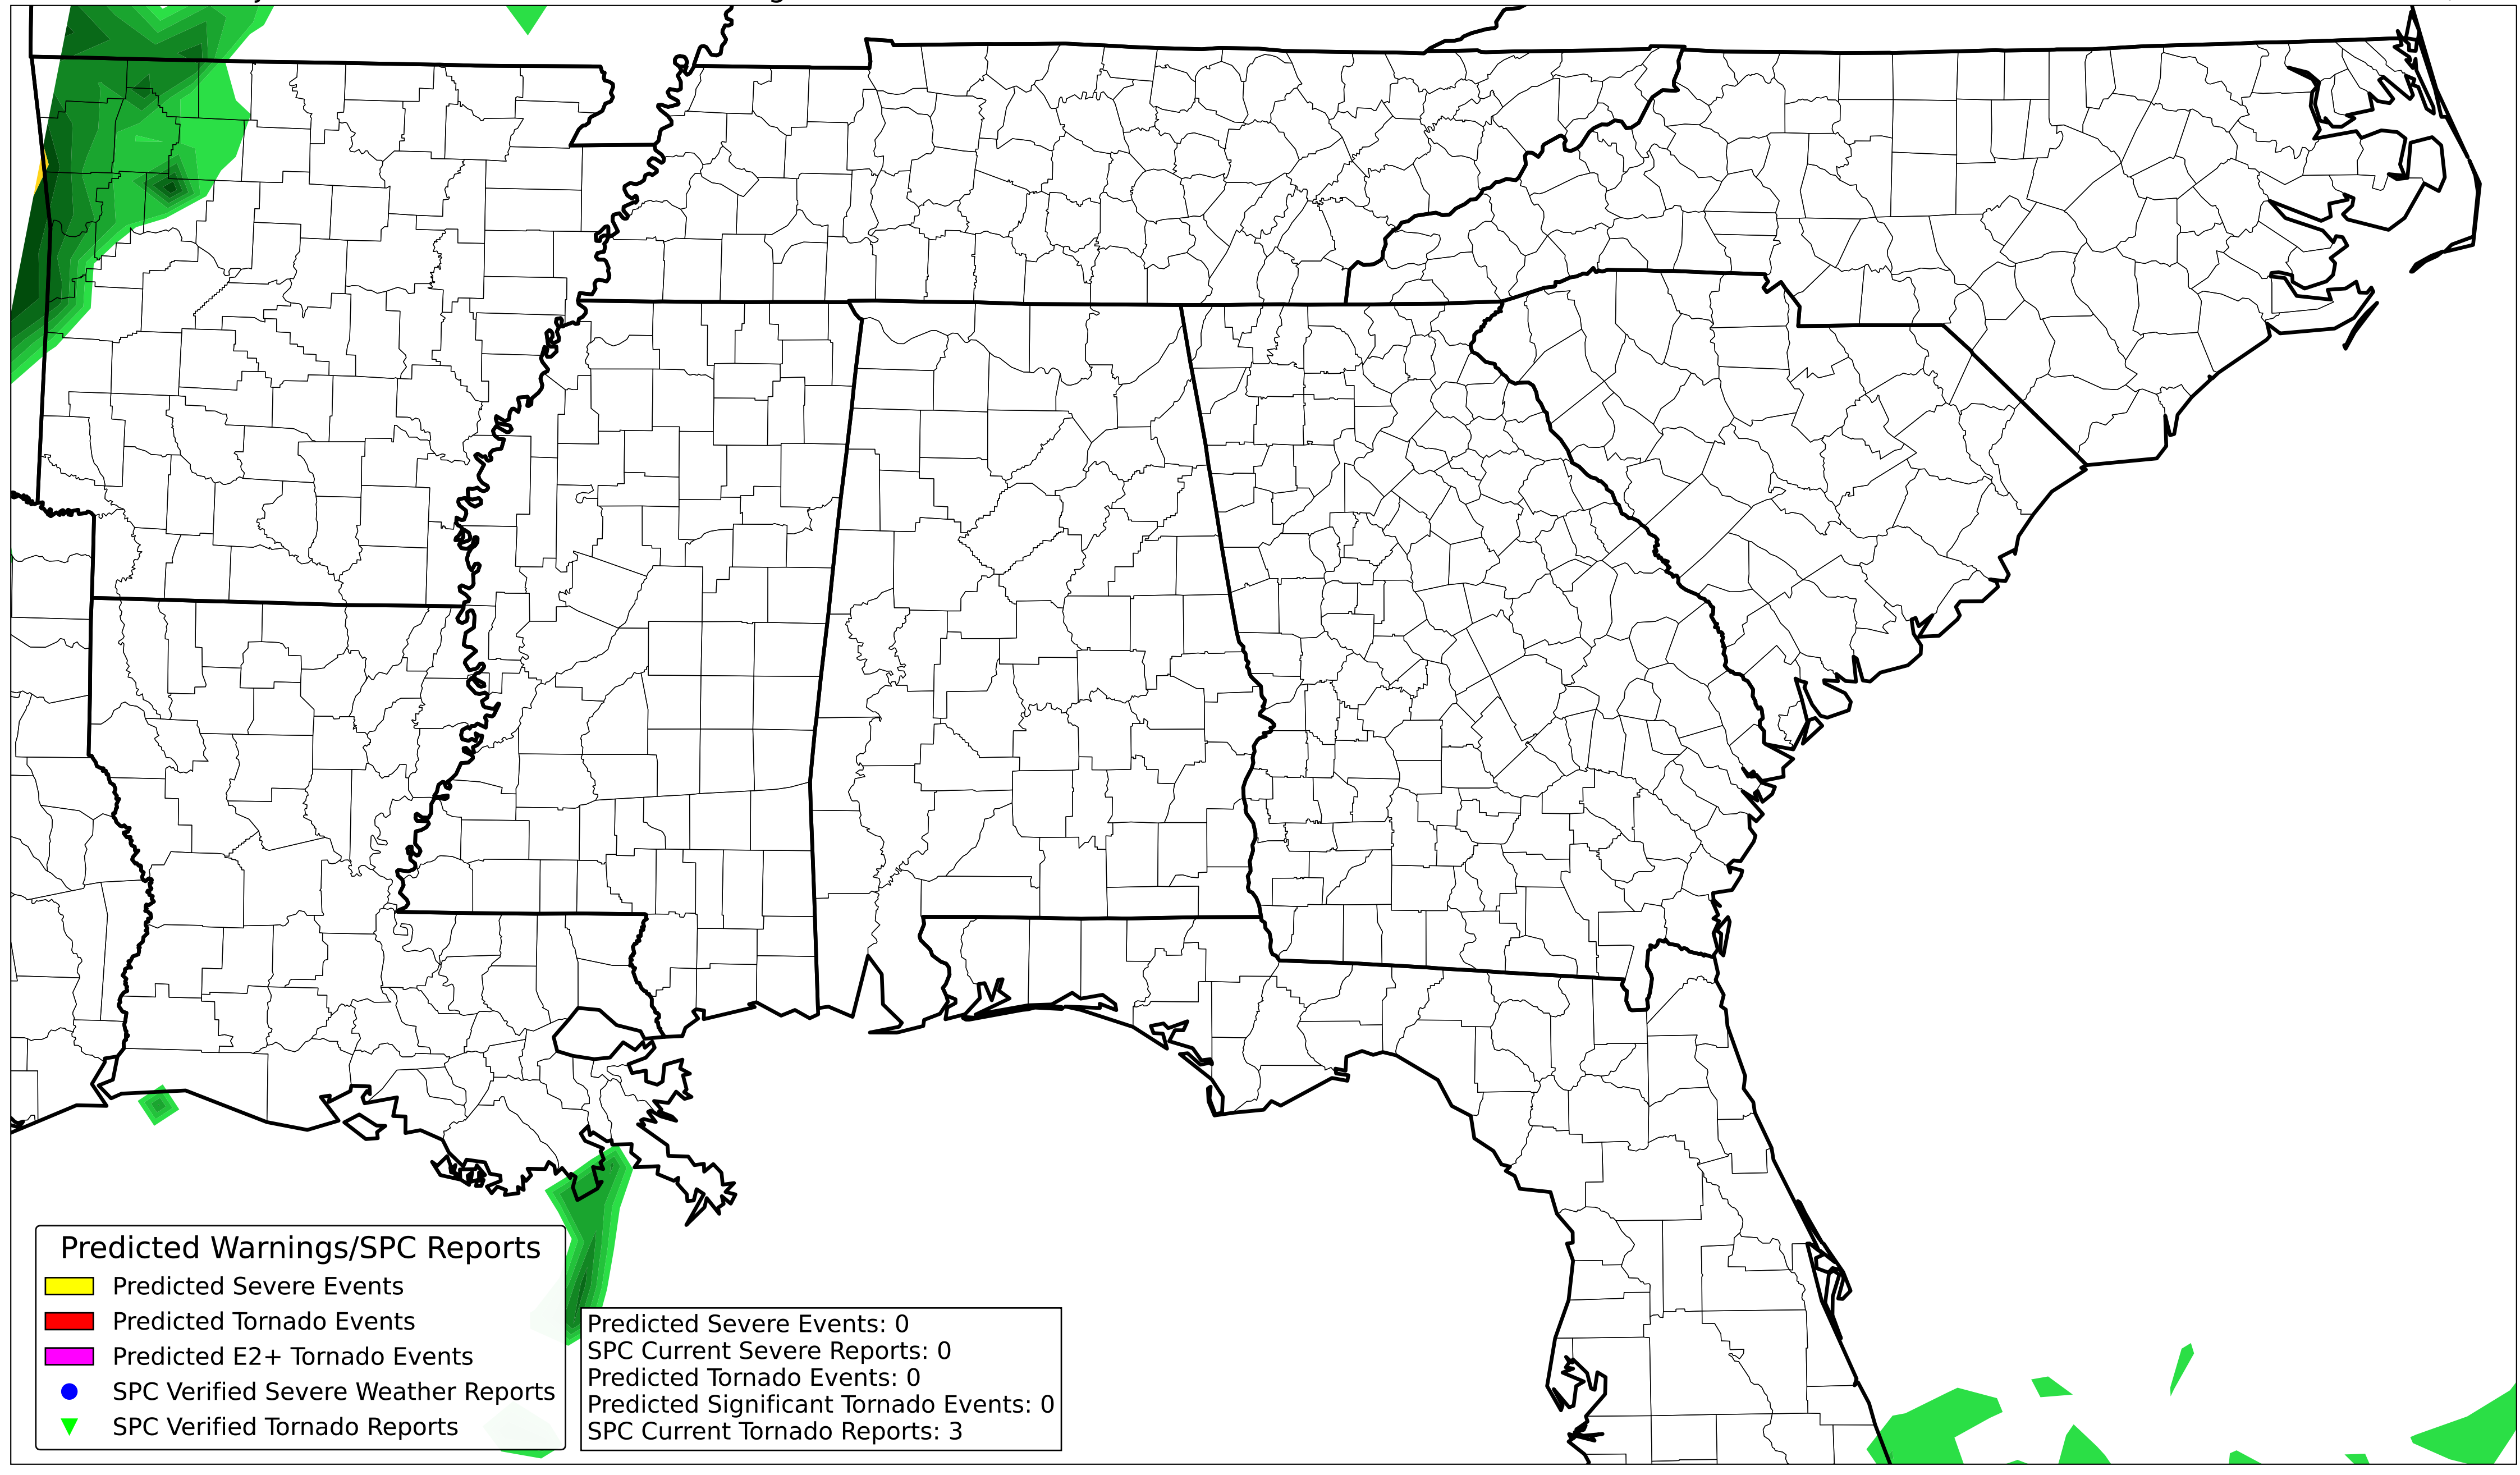 Predicted Warnings/SPC Reports
Predicted Severe Events
Predicted Tornado Events
Predicted E2+ Tornado Events
SPC Verified Severe Weather Reports
SPC Verified Tornado Reports
Predicted Severe Events: 0
SPC Current Severe Reports: 0
Predicted Tornado Events: 0
Predicted Significant Tornado Events: 0
SPC Current Tornado Reports: 3